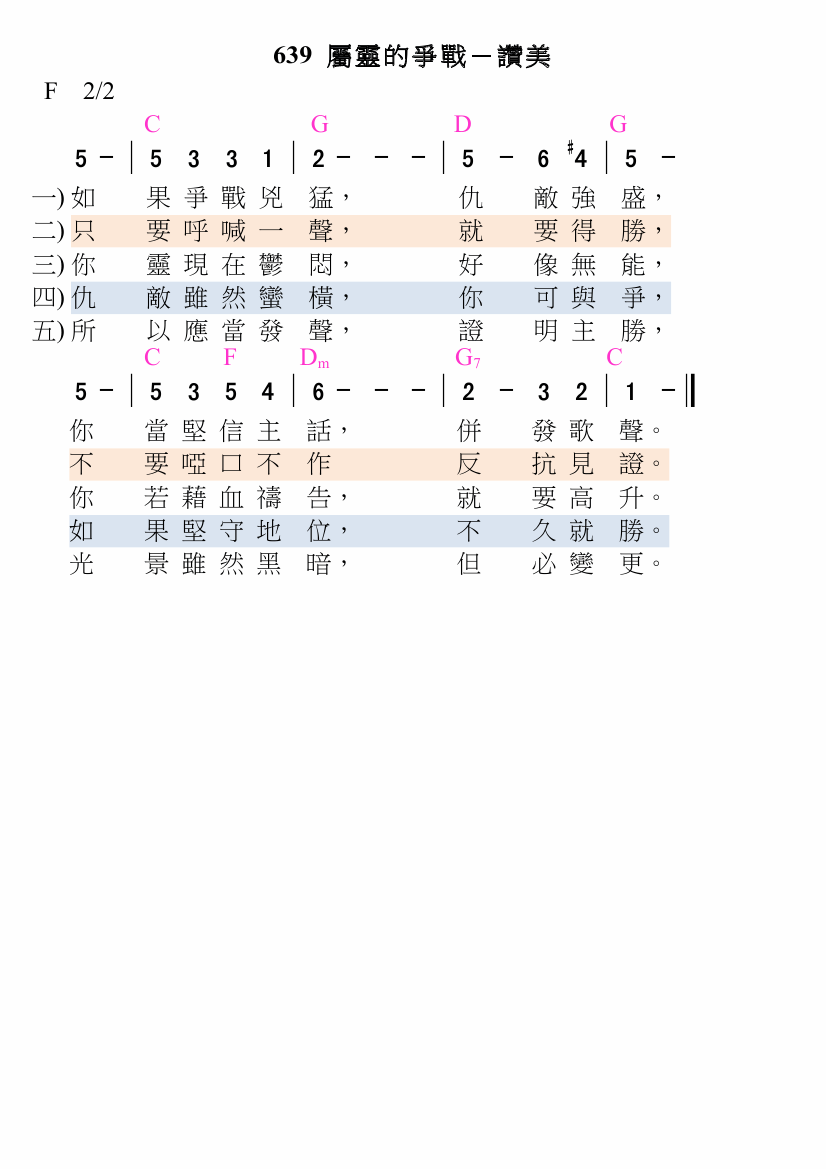 639 屬靈的爭戰－讚美
F 2/2
C G D G
5 － | 5 3 3 1 | 2 － － － | 5 － 6 #4 | 5 －
一) 如 果 爭 戰 兇 猛， 仇 敵 強 盛，
二) 只 要 呼 喊 一 聲， 就 要 得 勝，
三) 你 靈 現 在 鬱 悶， 好 像 無 能，
四) 仇 敵 雖 然 蠻 橫， 你 可 與 爭，
五) 所 以 應 當 發 聲， 證 明 主 勝，
C F Dm G7 C
5 － | 5 3 5 4 | 6 － － － | 2 － 3 2 | 1 － ‖
你 當 堅 信 主 話， 併 發 歌 聲。
不 要 啞 口 不 作 反 抗 見 證。
你 若 藉 血 禱 告， 就 要 高 升。
如 果 堅 守 地 位， 不 久 就 勝。
光 景 雖 然 黑 暗， 但 必 變 更。